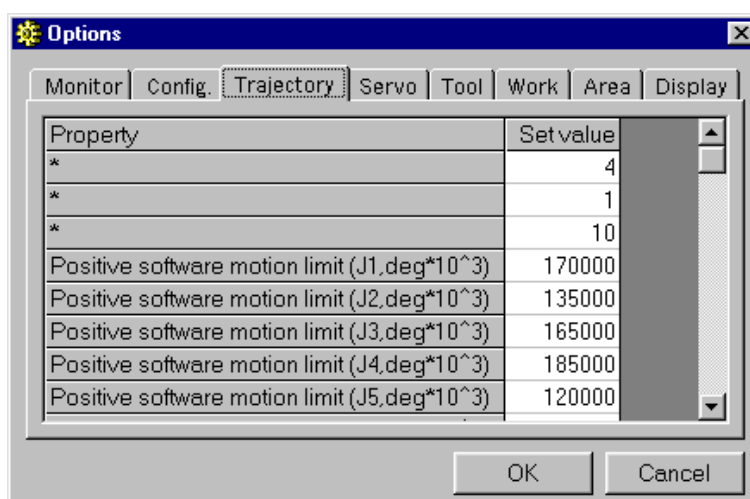 Options
Monitor Config. Trajectory Servo Tool Work Area Display
Property Set value
* 4
* 1
* 10
Positive software motion limit (J1,deg*10^3) 170000
Positive software motion limit (J2,deg*10^3) 135000
Positive software motion limit (J3,deg*10^3) 165000
Positive software motion limit (J4,deg*10^3) 185000
Positive software motion limit (J5,deg*10^3) 120000
OK Cancel